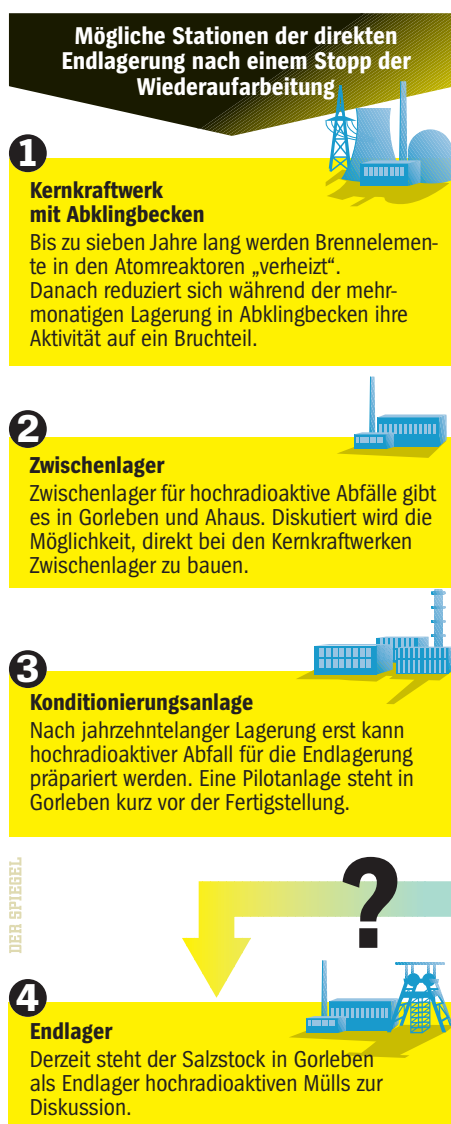 Mögliche Stationen der direkten
Endlagerung nach einem Stopp der
Wiederaufarbeitung
1
Kernkraftwerk
mit Abklingbecken
Bis zu sieben Jahre lang werden Brennelemen-
te in den Atomreaktoren „verheizt“.
Danach reduziert sich während der mehr-
monatigen Lagerung in Abklingbecken ihre
Aktivität auf ein Bruchteil.
2
Zwischenlager
Zwischenlager für hochradioaktive Abfälle gibt
es in Gorleben und Ahaus. Diskutiert wird die
Möglichkeit, direkt bei den Kernkraftwerken
Zwischenlager zu bauen.
3
Konditionierungsanlage
Nach jahrzehntelanger Lagerung erst kann
hochradioaktiver Abfall für die Endlagerung
präpariert werden. Eine Pilotanlage steht in
Gorleben kurz vor der Fertigstellung.
DER SPIEGEL
?
4
Endlager
Derzeit steht der Salzstock in Gorleben
als Endlager hochradioaktiven Mülls zur
Diskussion.